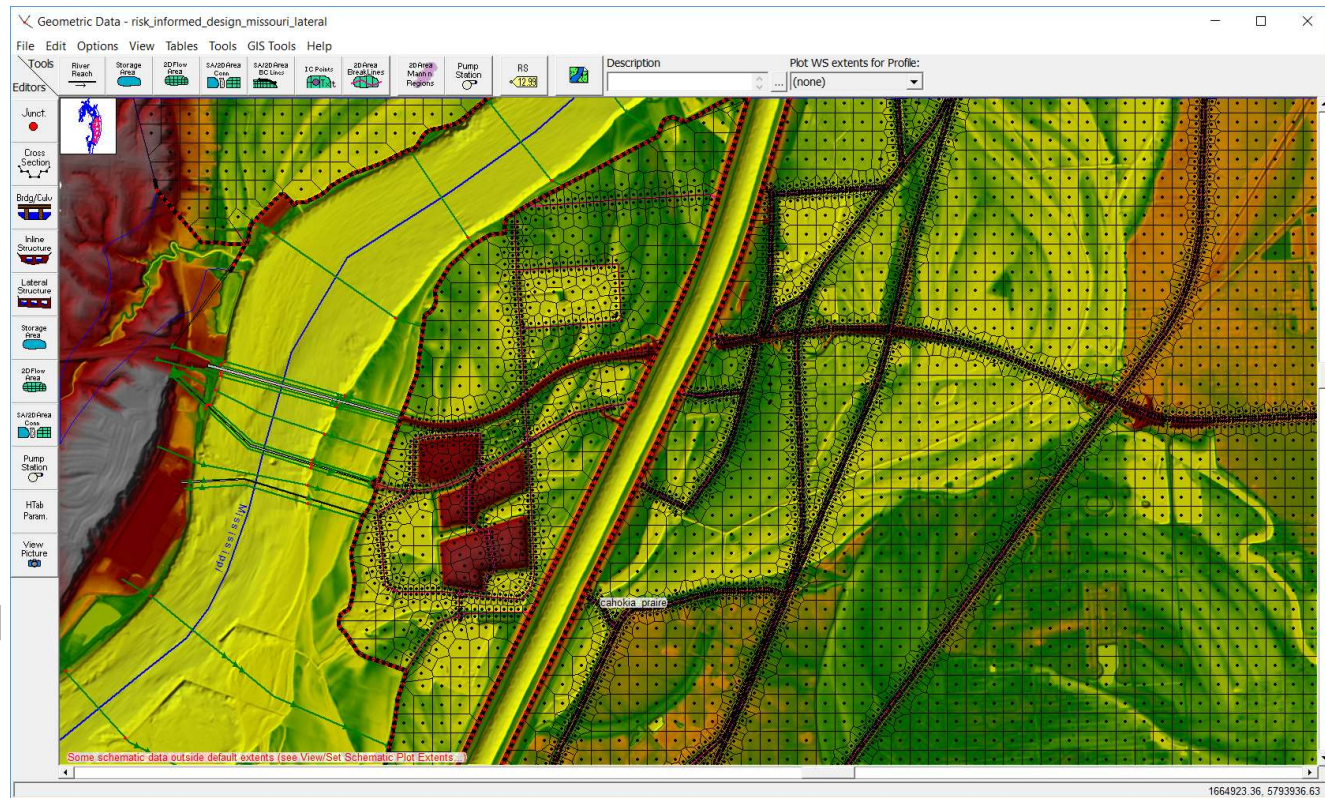 Geometric Data - risk_informed_design_missouri_lateral
File Edit Options View Tables Tools GIS Tools Help
Tools
Editors
River
Reach
Storage
Area
2D Flow
Area
SA/2D Area
Conn
SA/2D Area
BC Lines
IC Points
2D Area
BreakLines
2D Area
Mann n
Regions
Pump
Station
RS
12.99
Description
...
Plot WS extents for Profile:
(none)
Junct.
Cross
Section
Brdg/Culv
Inline
Structure
Lateral
Structure
Storage
Area
2D Flow
Area
SA/2D Area
Conn
Pump
Station
HTab
Param.
View
Picture
Mississippi
cahokia_praire
Some schematic data outside default extents (see View/Set Schematic Plot Extents...)
1664923.36, 5793936.63